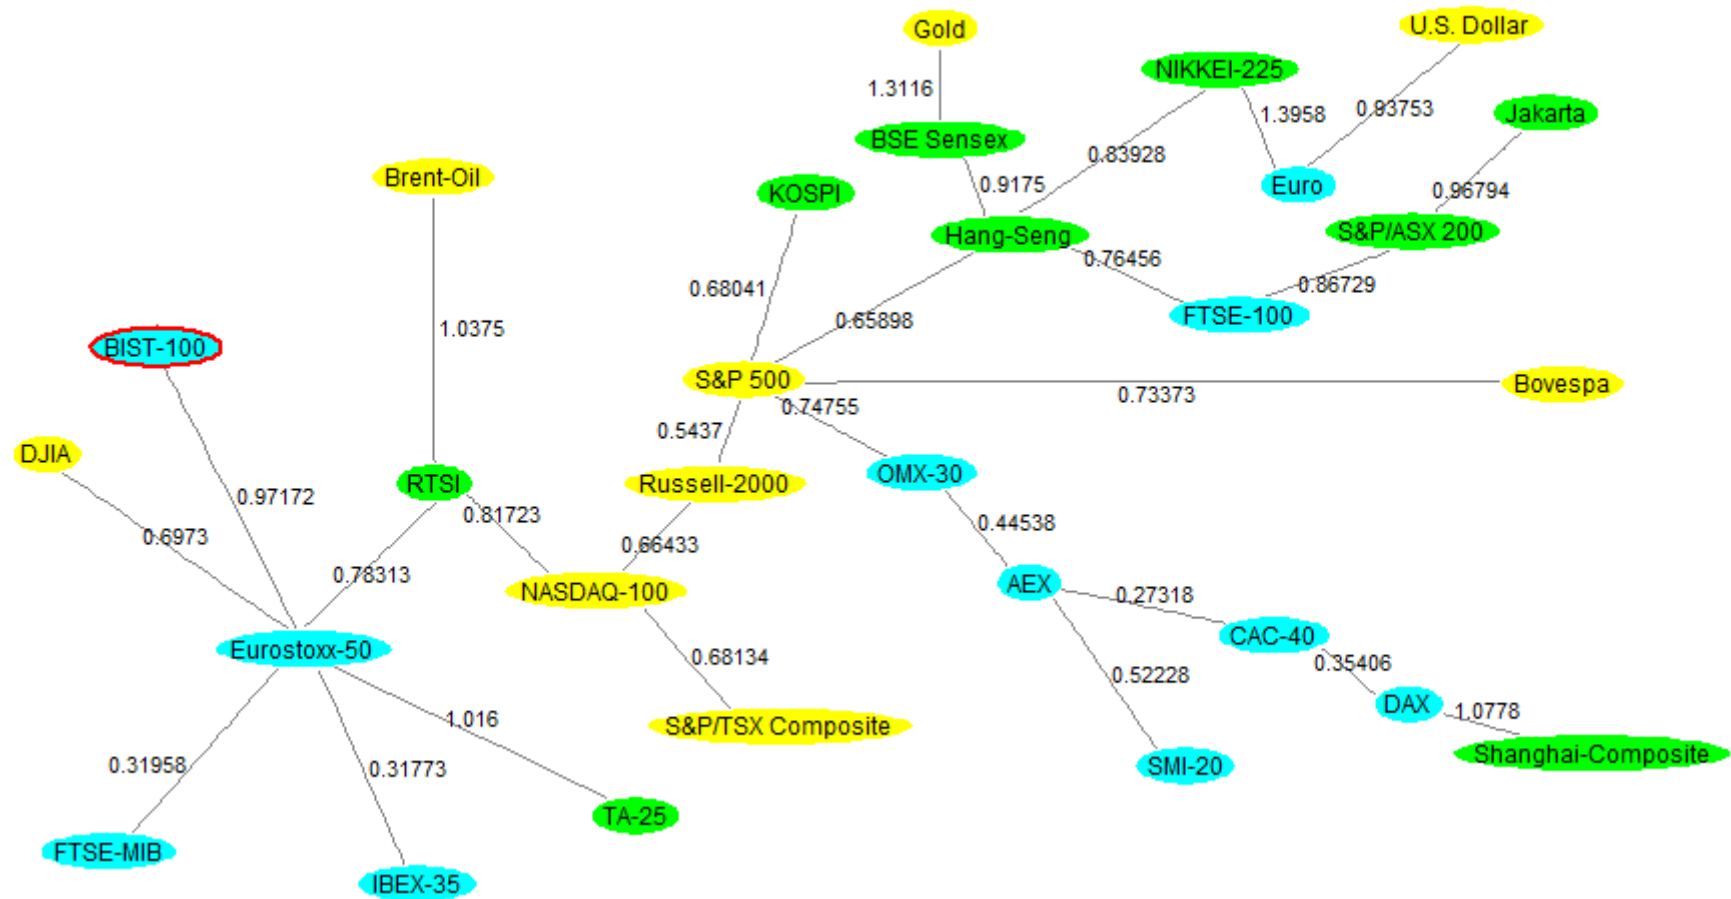 Gold
U.S. Dollar
NIKKEI-225
1.3116
1.3958
0.93753
Jakarta
BSE Sensex
0.83928
Brent-Oil
KOSPI
0.9175
Euro
0.96794
Hang-Seng
S&P/ASX 200
0.76456
0.68041
0.86729
1.0375
0.65898
FTSE-100
BIST-100
S&P 500
Bovespa
0.73373
0.74755
0.5437
DJIA
RTSI
Russell-2000
OMX-30
0.97172
0.81723
0.44538
0.6973
0.66433
0.78313
NASDAQ-100
AEX
0.27318
Eurostoxx-50
CAC-40
0.68134
0.35406
0.52228
DAX
1.016
S&P/TSX Composite
1.0778
Shanghai-Composite
0.31958
0.31773
SMI-20
TA-25
FTSE-MIB
IBEX-35